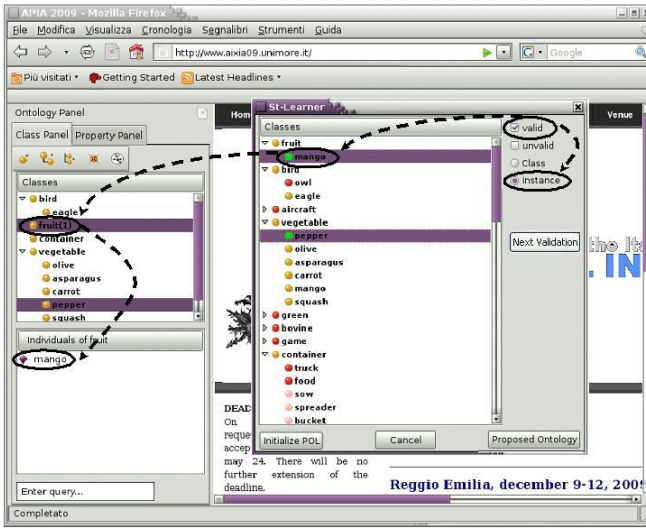 APIA 2009 - Mozilla Firefox
File Modifica Visualizza Cronologia Segnalibri Strumenti Guida
http://www.aixia09.unimore.it/
Google
Più visitati Getting Started Latest Headlines
Ontology Panel
Class Panel Property Panel
Classes
bird
eagle
fruit(1)
container
vegetable
olive
asparagus
carrot
pepper
squash
Individuals of fruit
mango
Enter query...
Completato
Hom
Venue
St-Learner
Classes
fruit
mango
bird
owl
eagle
aircraft
vegetable
pepper
olive
asparagus
carrot
mango
squash
green
bovine
game
container
truck
food
sow
spreader
bucket
valid
unvalid
Class
Instance
Next Validation
Initialize POL Cancel Proposed Ontology
the Ita
IN
DEAD
On
reque
accep
may 24. There will be no
further extension of the
deadline.
Reggio Emilia, december 9-12, 2009